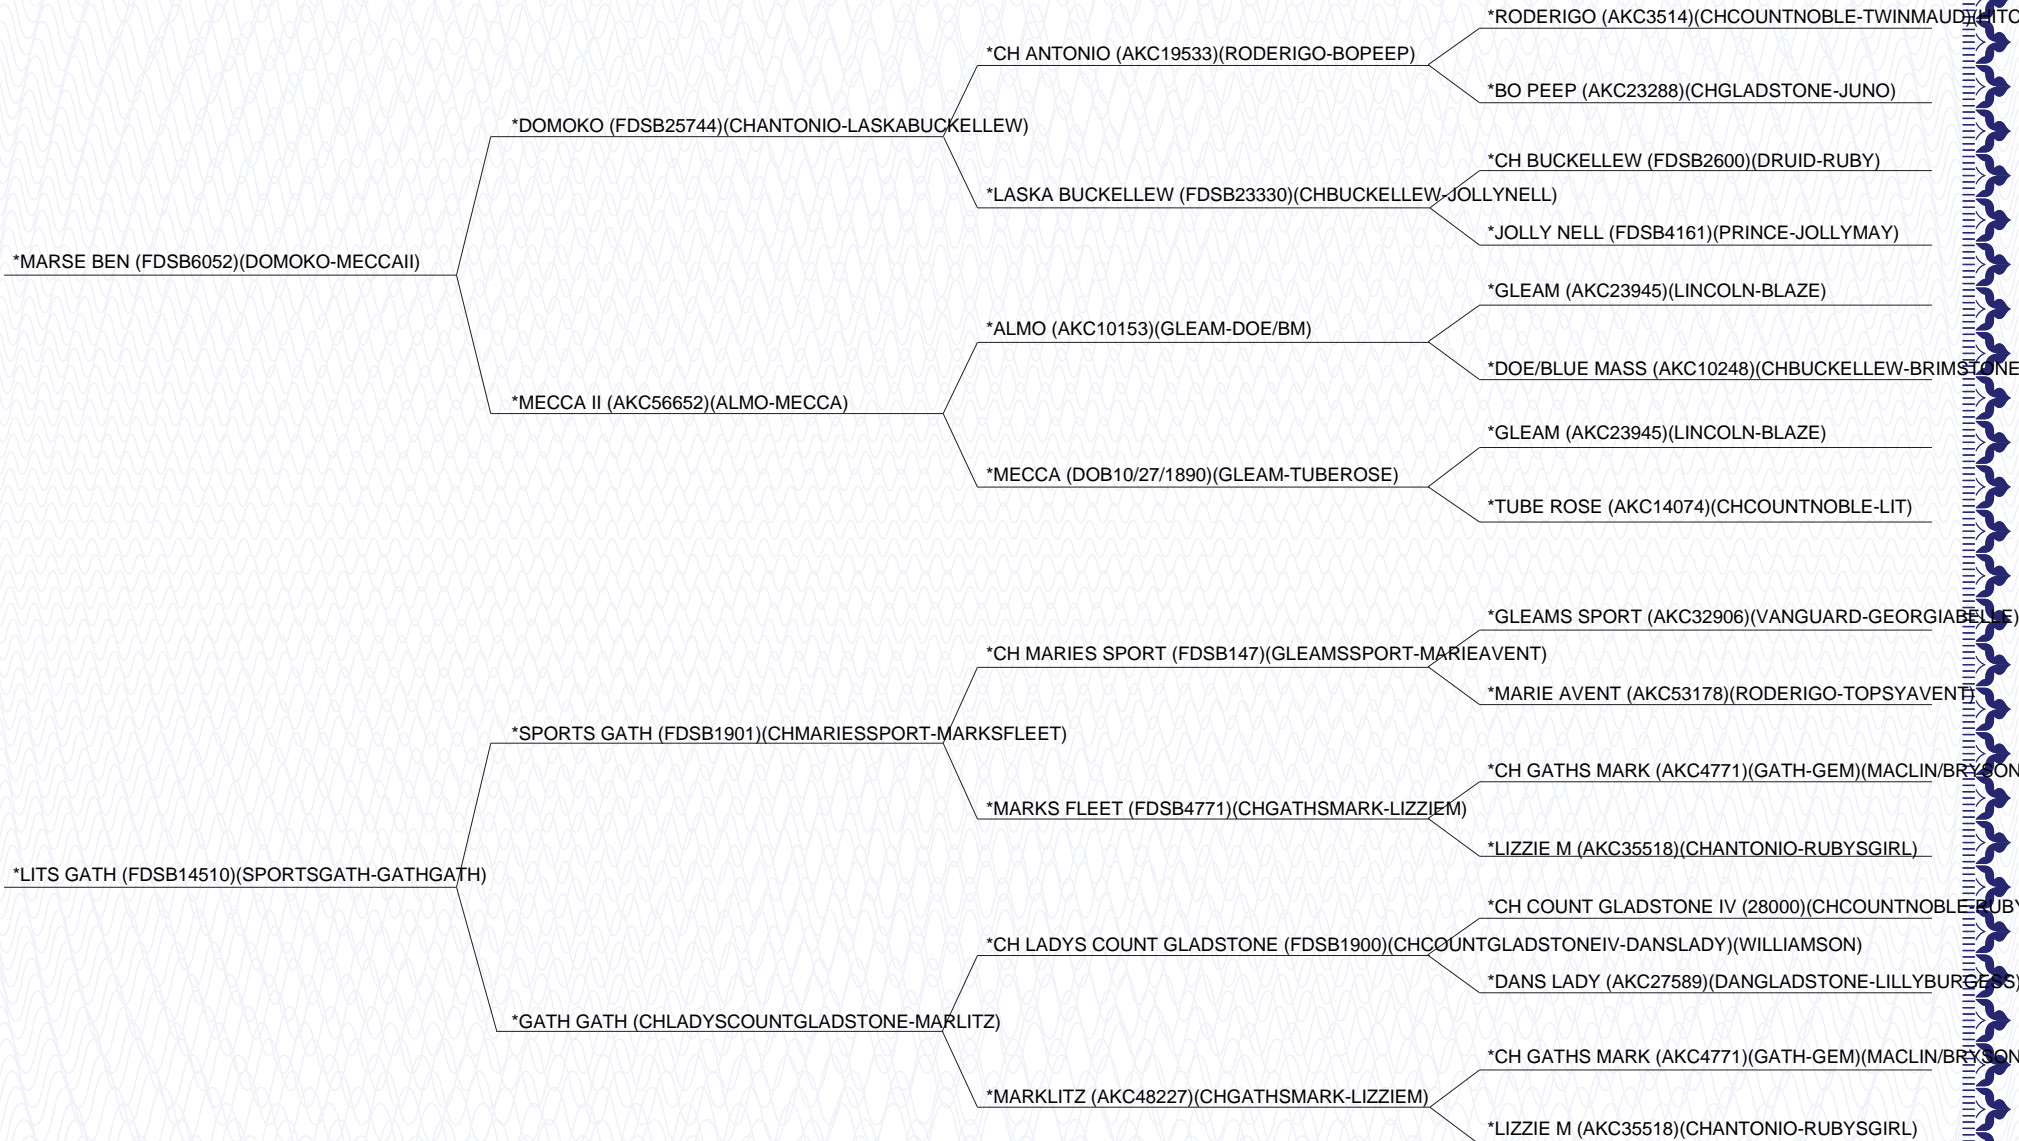 *RODERIGO (AKC3514)(CHCOUNTNOBLE-TWINMAUD)(HITC
*CH ANTONIO (AKC19533)(RODERIGO-BOPEEP)
*BO PEEP (AKC23288)(CHGLADSTONE-JUNO)
*DOMOKO (FDSB25744)(CHANTONIO-LASKABUCKELLEW)
*CH BUCKELLEW (FDSB2600)(DRUID-RUBY)
*LASKA BUCKELLEW (FDSB23330)(CHBUCKELLEW-JOLLYNELL)
*JOLLY NELL (FDSB4161)(PRINCE-JOLLYMAY)
*MARSE BEN (FDSB6052)(DOMOKO-MECCAII)
*GLEAM (AKC23945)(LINCOLN-BLAZE)
*ALMO (AKC10153)(GLEAM-DOE/BM)
*DOE/BLUE MASS (AKC10248)(CHBUCKELLEW-BRIMSTONE
*MECCA II (AKC56652)(ALMO-MECCA)
*GLEAM (AKC23945)(LINCOLN-BLAZE)
*MECCA (DOB10/27/1890)(GLEAM-TUBEROSE)
*TUBE ROSE (AKC14074)(CHCOUNTNOBLE-LIT)
*GLEAMS SPORT (AKC32906)(VANGUARD-GEORGIABELLE)
*CH MARIES SPORT (FDSB147)(GLEAMSSPORT-MARIEAVENT)
*MARIE AVENT (AKC53178)(RODERIGO-TOPSYAVENT)
*SPORTS GATH (FDSB1901)(CHMARIESSPORT-MARKSFLEET)
*CH GATHS MARK (AKC4771)(GATH-GEM)(MACLIN/BRYSON
*MARKS FLEET (FDSB4771)(CHGATHSMARK-LIZZIEM)
*LIZZIE M (AKC35518)(CHANTONIO-RUBYSGIRL)
*LITS GATH (FDSB14510)(SPORTSGATH-GATHGATH)
*CH COUNT GLADSTONE IV (28000)(CHCOUNTNOBLE-RUBY
*CH LADYS COUNT GLADSTONE (FDSB1900)(CHCOUNTGLADSTONEIV-DANSLADY)(WILLIAMSON)
*DANS LADY (AKC27589)(DANGLADSTONE-LILLYBURGESS)
*GATH GATH (CHLADYSCOUNTGLADSTONE-MARLITZ)
*CH GATHS MARK (AKC4771)(GATH-GEM)(MACLIN/BRYSON
*MARKLITZ (AKC48227)(CHGATHSMARK-LIZZIEM)
*LIZZIE M (AKC35518)(CHANTONIO-RUBYSGIRL)